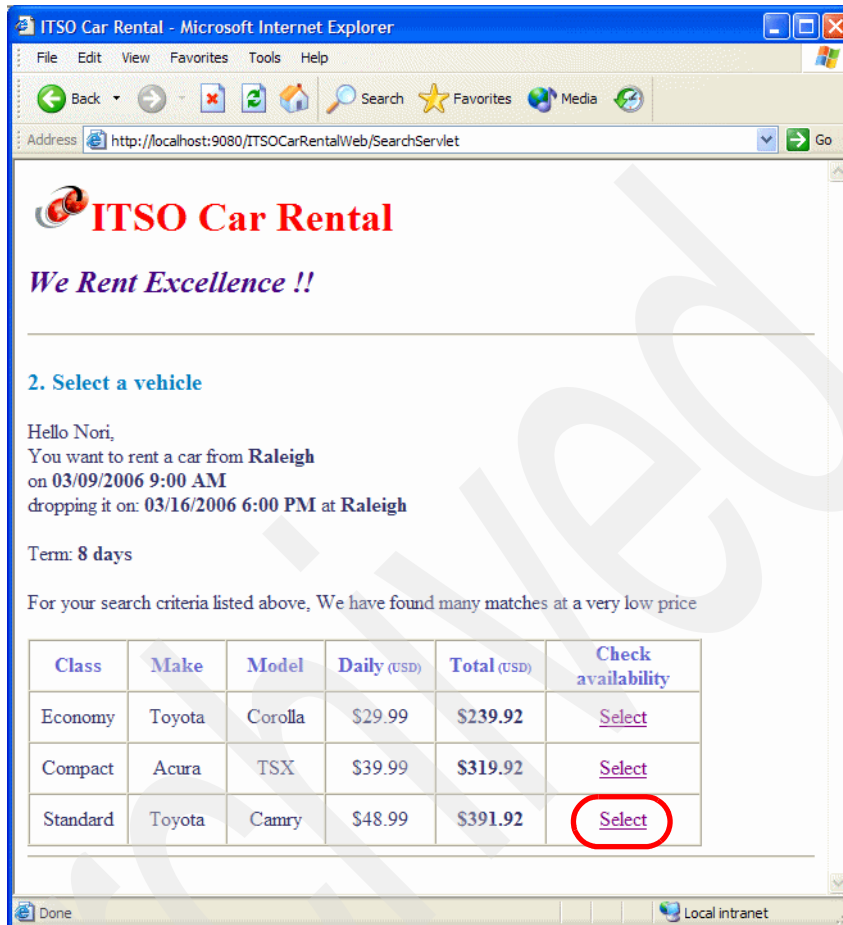 ITSO Car Rental - Microsoft Internet Explorer
File Edit View Favorites Tools Help
Back Search Favorites Media
Address http://localhost:9080/ITSOCarRentalWeb/SearchServlet Go
ITSO Car Rental
We Rent Excellence !!
2. Select a vehicle
Hello Nori,
You want to rent a car from Raleigh
on 03/09/2006 9:00 AM
dropping it on: 03/16/2006 6:00 PM at Raleigh
Term: 8 days
For your search criteria listed above, We have found many matches at a very low price
Class Make Model Daily (USD) Total (USD) Check availability
Economy Toyota Corolla $29.99 $239.92 Select
Compact Acura TSX $39.99 $319.92 Select
Standard Toyota Camry $48.99 $391.92 Select
Done Local intranet